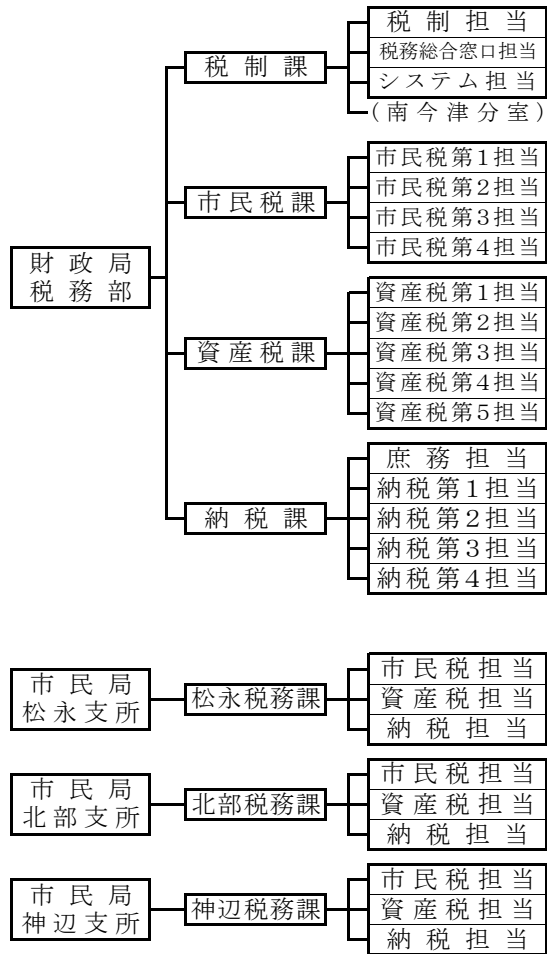 財政局
税務部
税制課
税制担当
税務総合窓口担当
システム担当
(南今津分室)
市民税課
市民税第1担当
市民税第2担当
市民税第3担当
市民税第4担当
資産税課
資産税第1担当
資産税第2担当
資産税第3担当
資産税第4担当
資産税第5担当
納税課
庶務担当
納税第1担当
納税第2担当
納税第3担当
納税第4担当
市民局
松永支所
松永税務課
市民税担当
資産税担当
納税担当
市民局
北部支所
北部税務課
市民税担当
資産税担当
納税担当
市民局
神辺支所
神辺税務課
市民税担当
資産税担当
納税担当